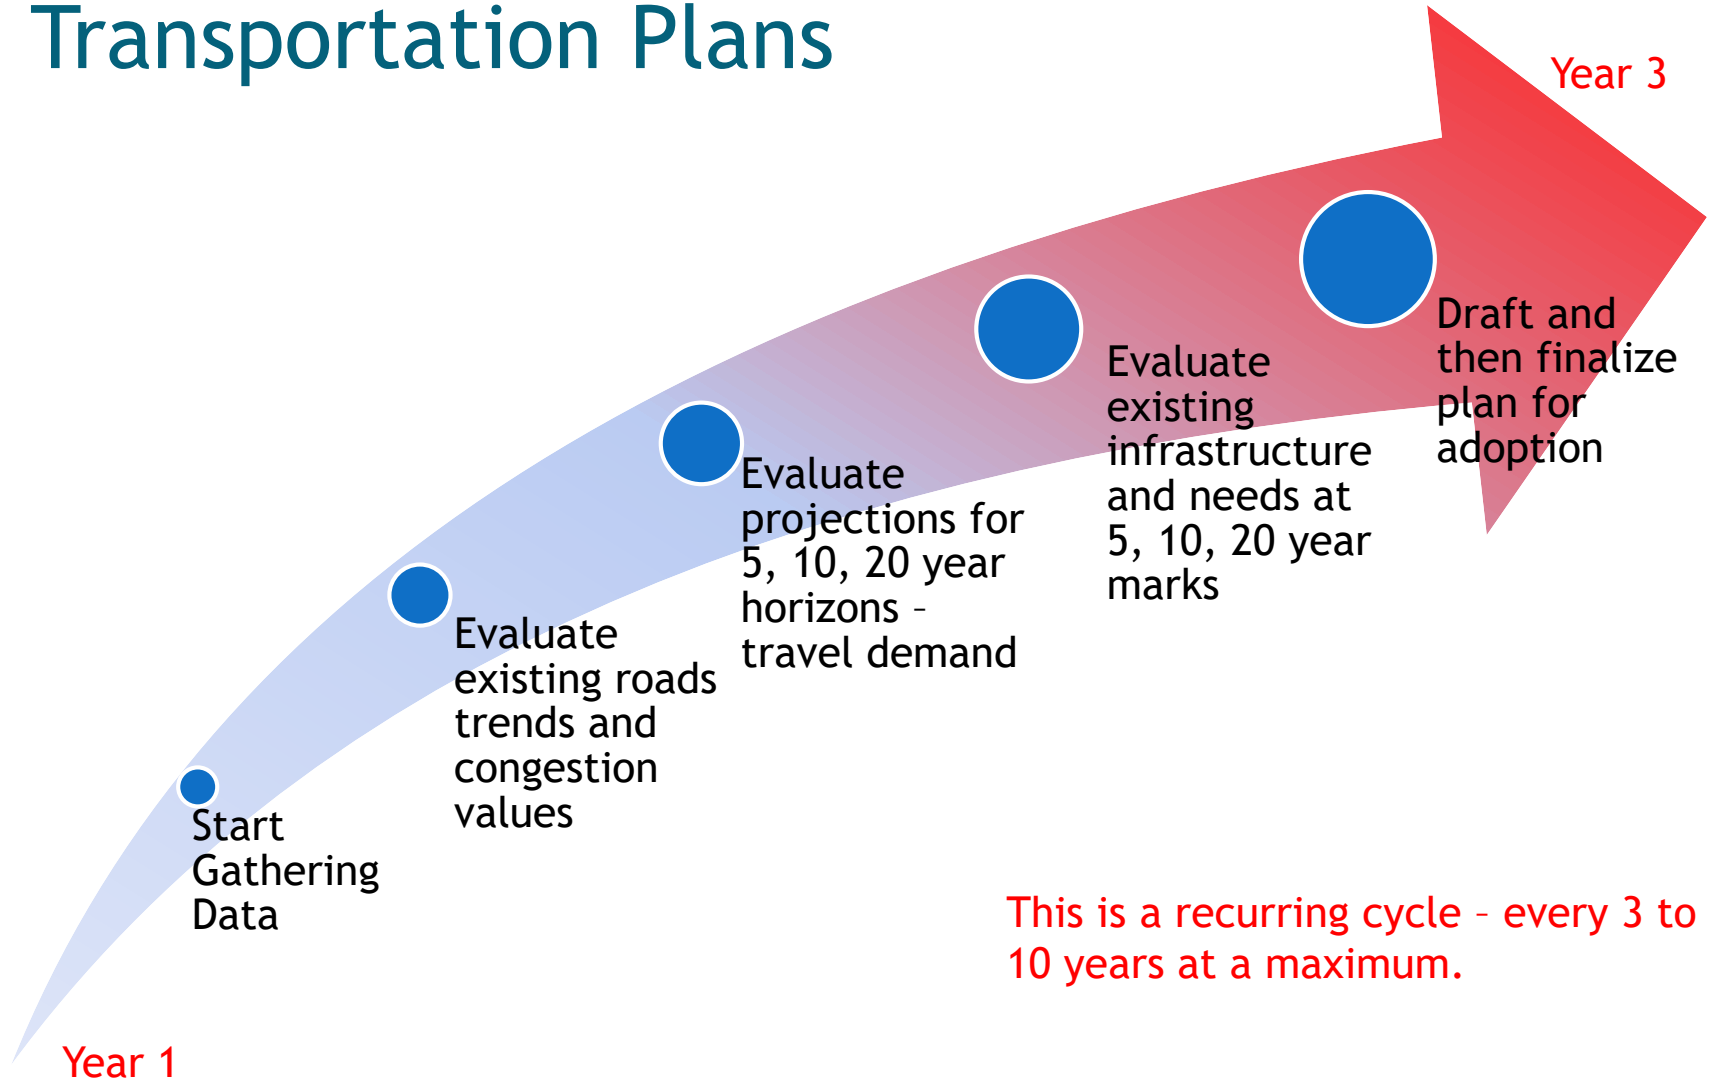 Transportation Plans
Year 3
Draft and
then finalize
plan for
adoption
Evaluate
existing
infrastructure
and needs at
5, 10, 20 year
marks
Evaluate
projections for
5, 10, 20 year
horizons –
travel demand
Evaluate
existing roads
trends and
congestion
values
Start
Gathering
Data
This is a recurring cycle – every 3 to
10 years at a maximum.
Year 1